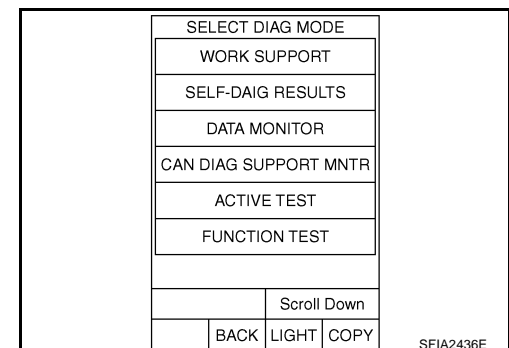 SELECT DIAG MODE
WORK SUPPORT
SELF-DAIG RESULTS
DATA MONITOR
CAN DIAG SUPPORT MNTR
ACTIVE TEST
FUNCTION TEST
Scroll Down
BACK LIGHT COPY
SFIA2436E